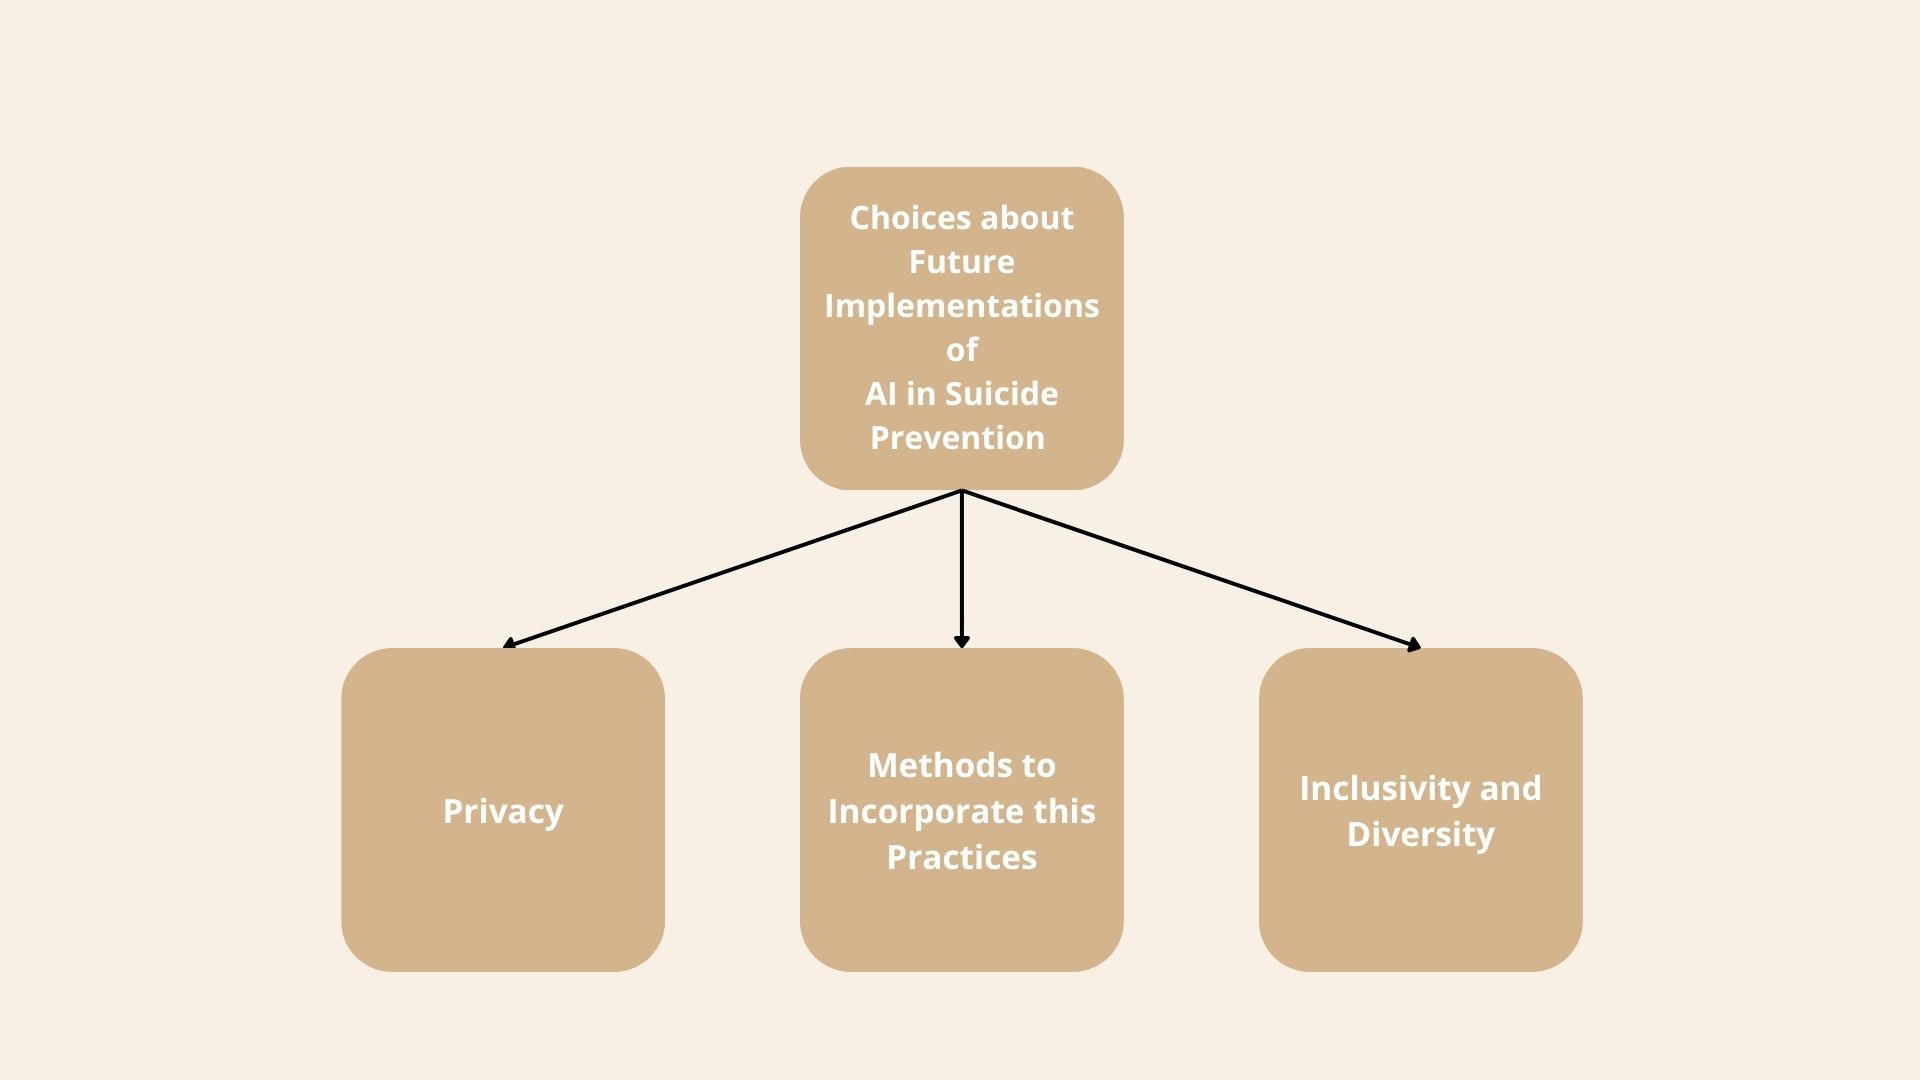 Choices about
Future
Implementations
of
AI in Suicide
Prevention
Privacy
Methods to
Incorporate this
Practices
Inclusivity and
Diversity